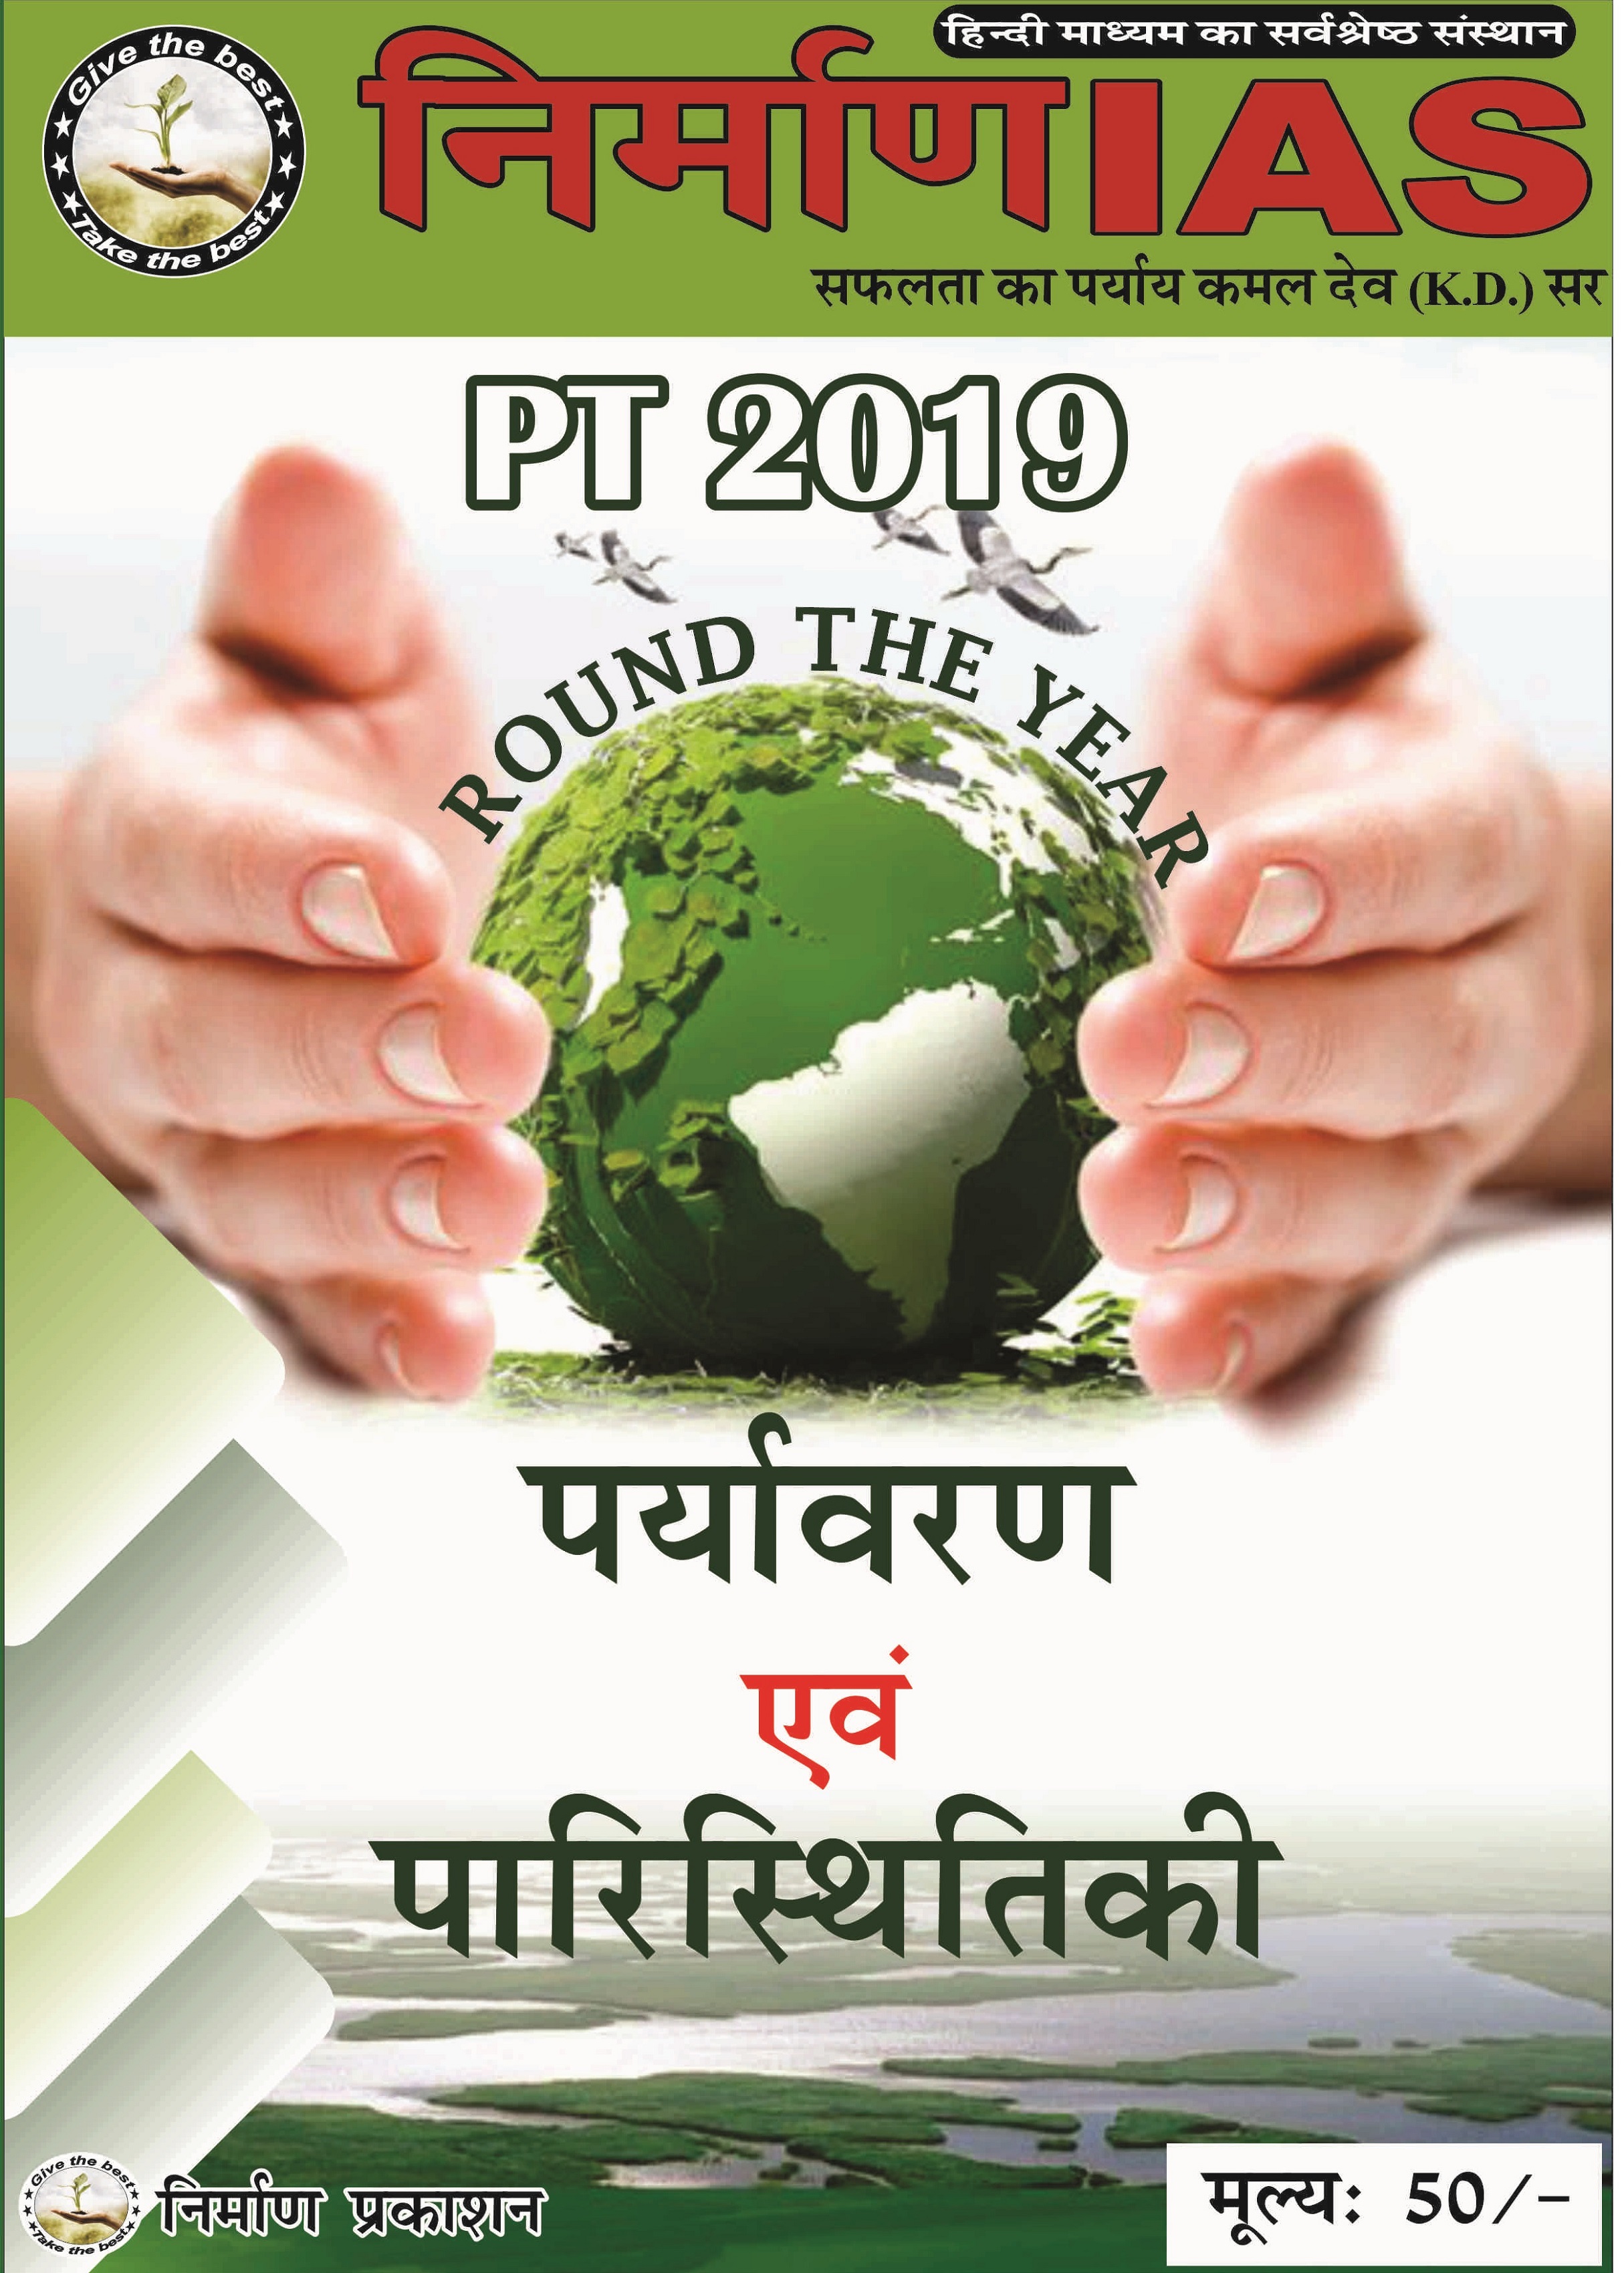 हिन्दी माध्यम का सर्वश्रेष्ठ संस्थान
Give the best
Take the best
निर्माण IAS
सफलता का पर्याय कमल देव (K.D.) सर
PT 2019
ROUND THE YEAR
पर्यावरण
एवं
पारिस्थितिकी
Give the best
Take the best
निर्माण प्रकाशन
मूल्यः 50/-